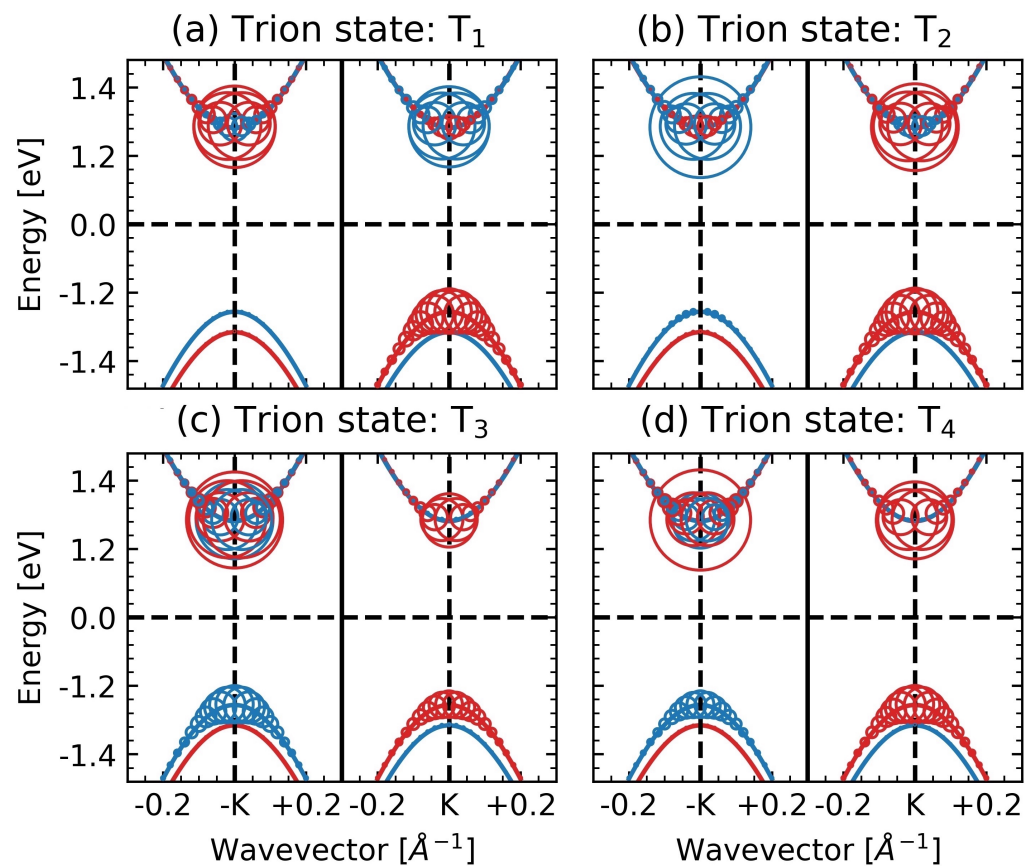 (a) Trion state: T₁
(b) Trion state: T₂
Energy [eV]
1.4
1.2
0.0
-1.2
-1.4
(c) Trion state: T₃
(d) Trion state: T₄
Energy [eV]
1.4
1.2
0.0
-1.2
-1.4
-0.2 -K +0.2 -0.2 K +0.2
-0.2 -K +0.2 -0.2 K +0.2
Wavevector [Å⁻¹]
Wavevector [Å⁻¹]